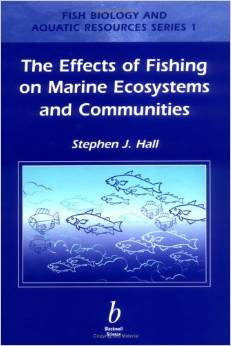 FISH BIOLOGY AND
AQUATIC RESOURCES SERIES 1
The Effects of Fishing
on Marine Ecosystems
and Communities
Stephen J. Hall
b
Blackwell
Science